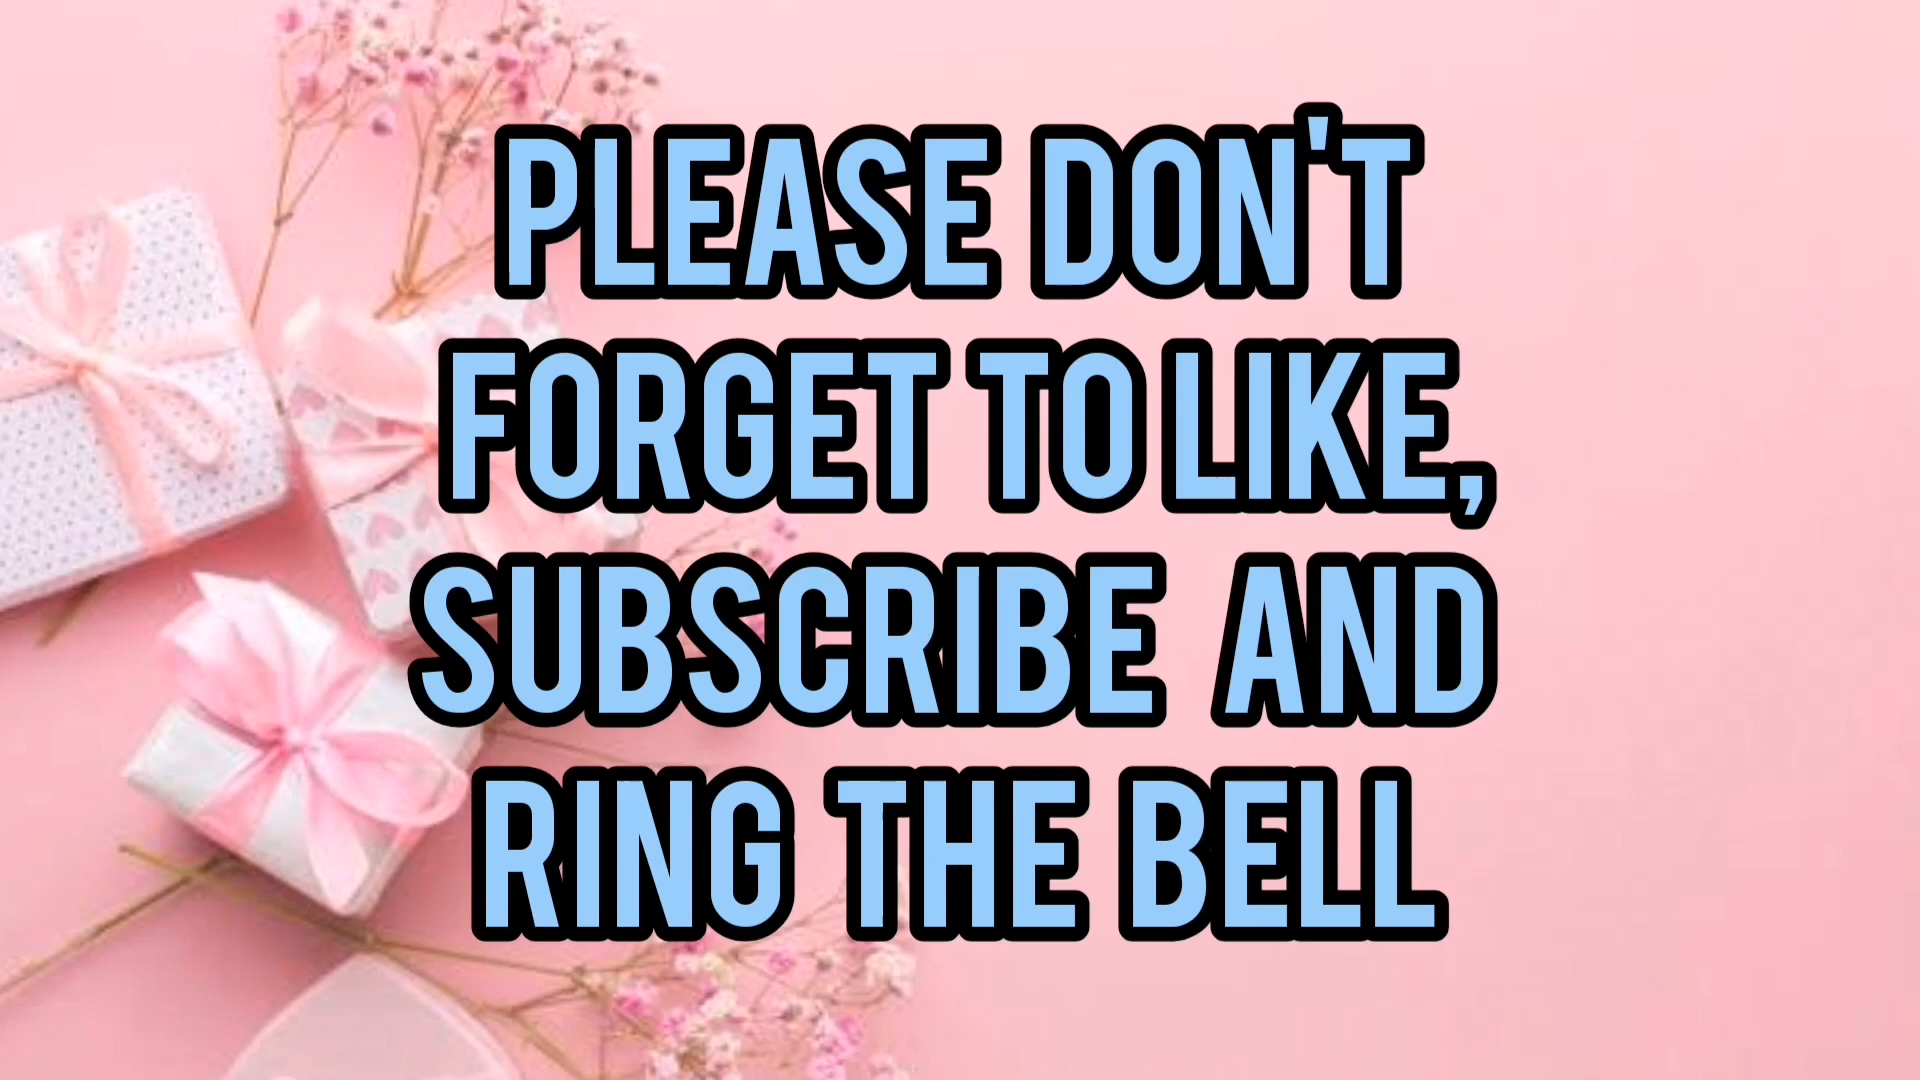 PLEASE DON'T
FORGET TO LIKE,
SUBSCRIBE AND
RING THE BELL